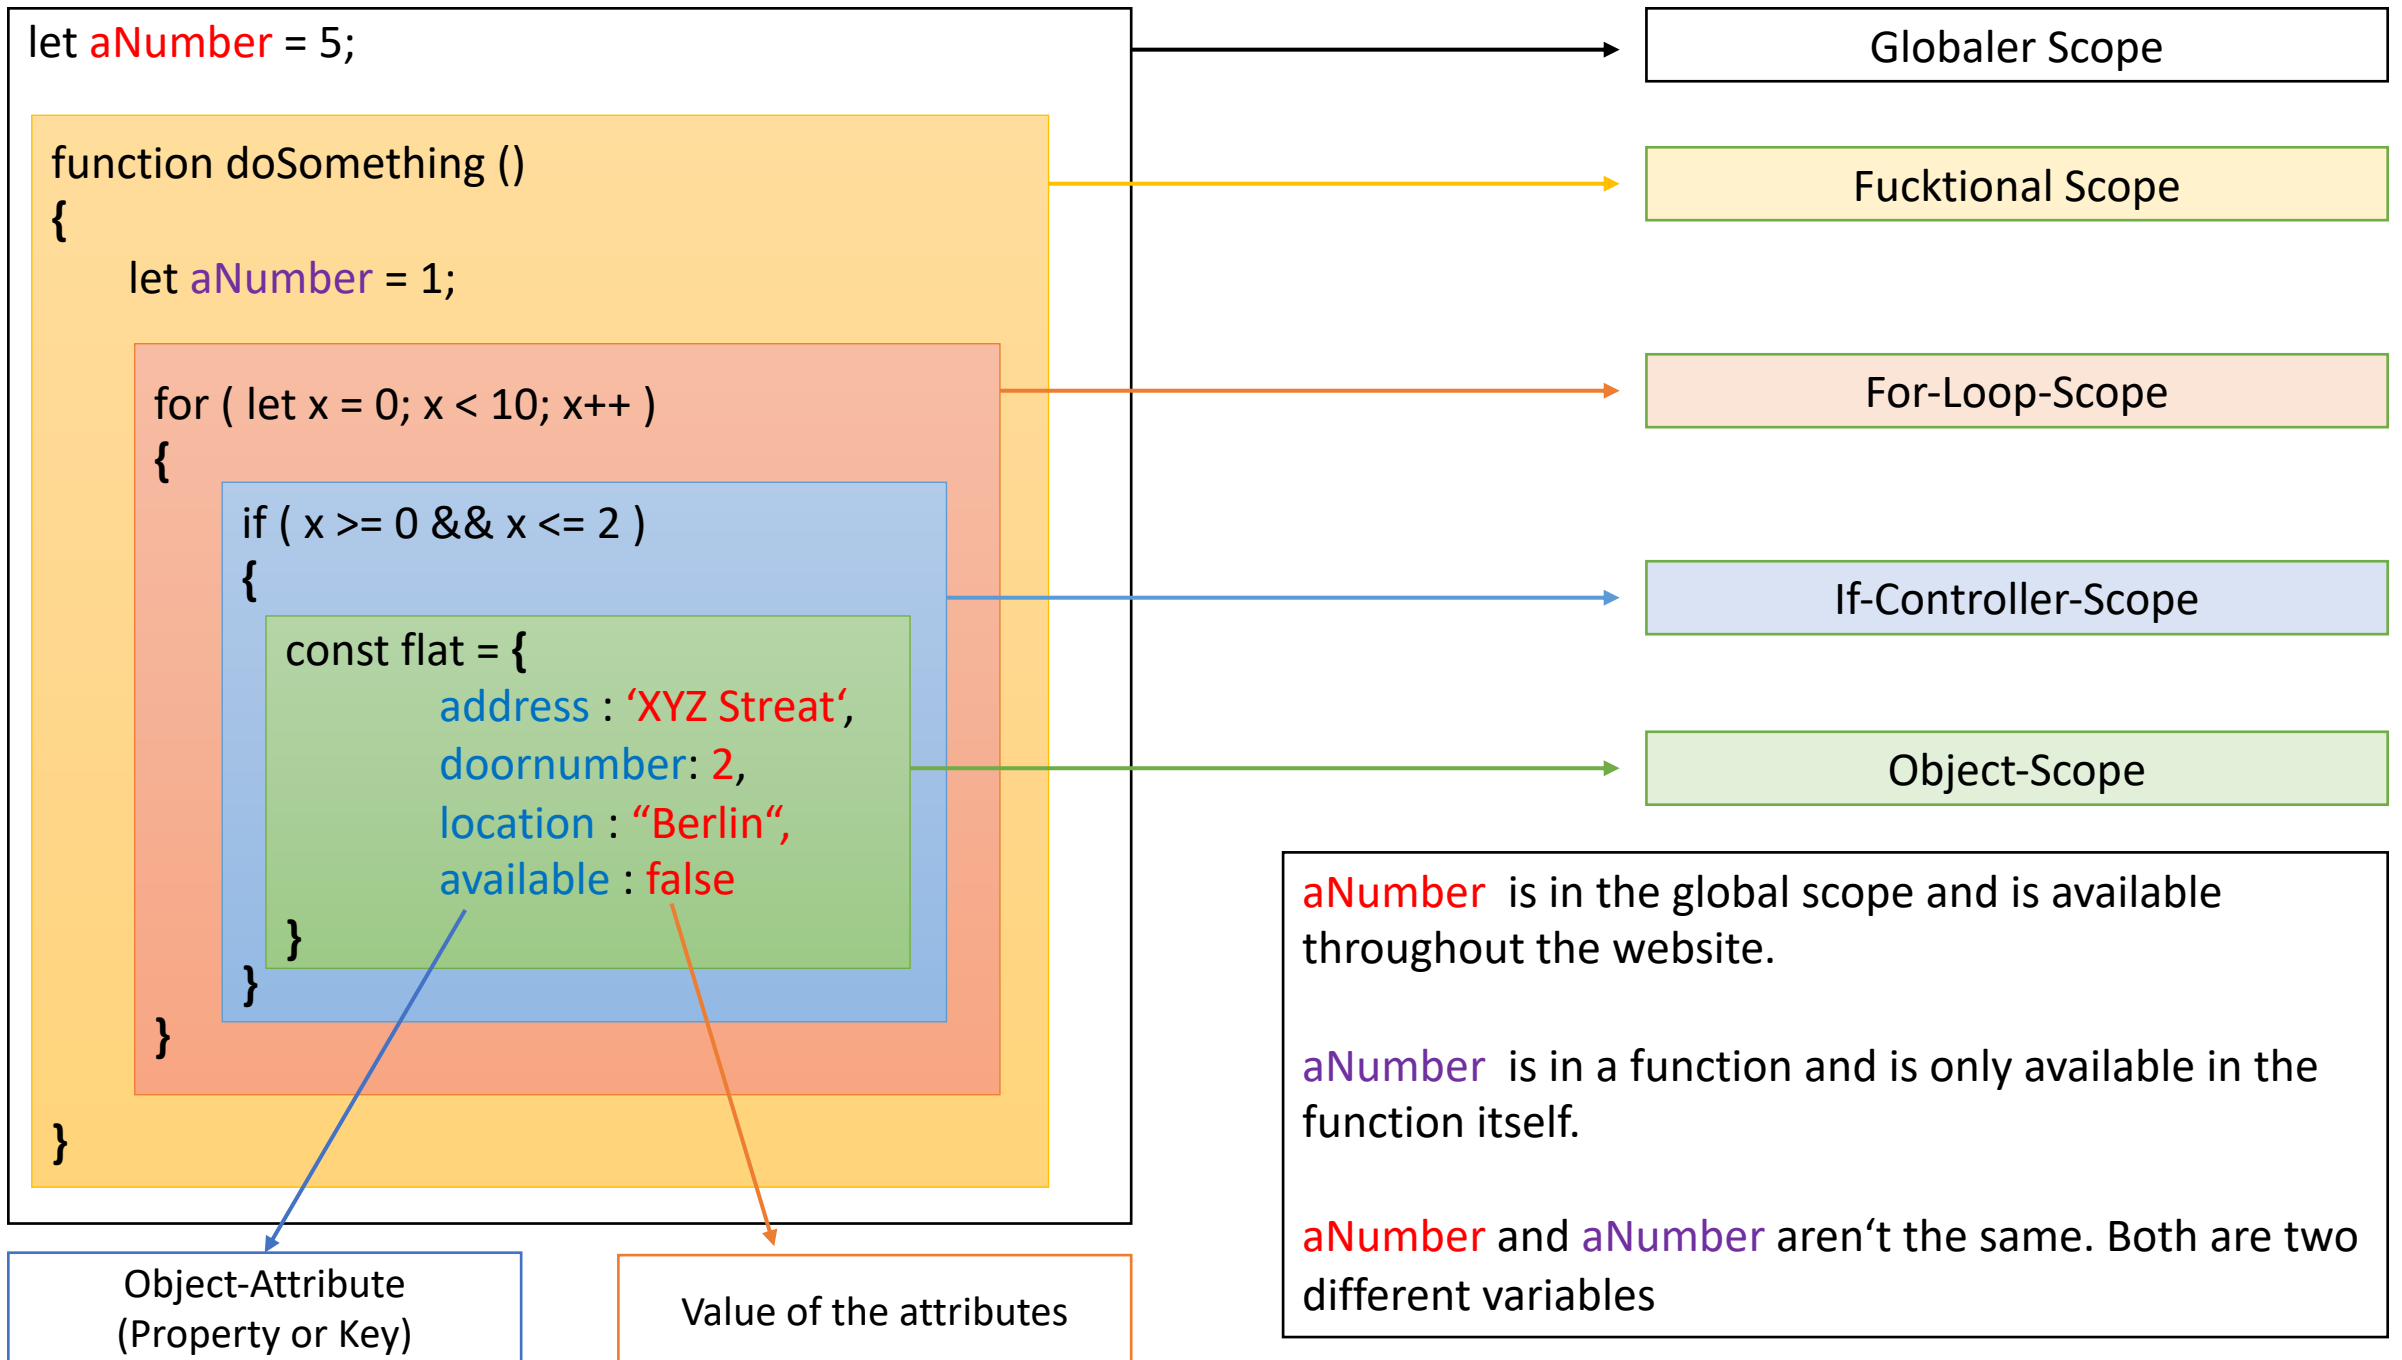 let aNumber = 5;
function doSomething ()
{
let aNumber = 1;
for ( let x = 0; x < 10; x++ )
{
if ( x >= 0 && x <= 2 )
{
const flat = {
address : ‘XYZ Streat‘,
doornumber: 2,
location : “Berlin“,
available : false
}
}
}
}
Object-Attribute
(Property or Key)
Value of the attributes
Globaler Scope
Fucktional Scope
For-Loop-Scope
If-Controller-Scope
Object-Scope
aNumber is in the global scope and is available
throughout the website.
aNumber is in a function and is only available in the
function itself.
aNumber and aNumber aren‘t the same. Both are two
different variables